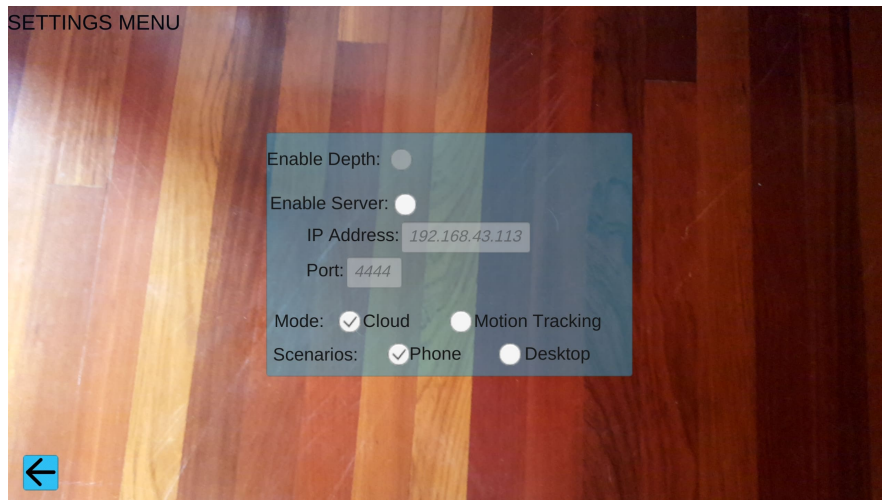 SETTINGS MENU
Enable Depth:
Enable Server:
IP Address: 192.168.43.113
Port: 4444
Mode: Cloud Motion Tracking
Scenarios: Phone Desktop